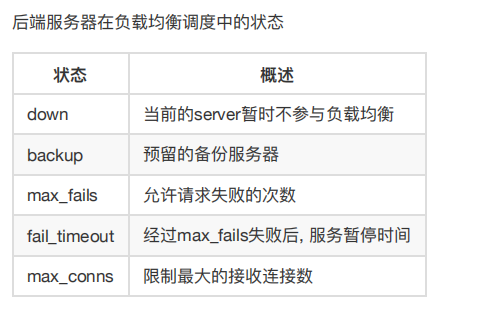 后端服务器在负载均衡调度中的状态
状态 概述
down 当前的server暂时不参与负载均衡
backup 预留的备份服务器
max_fails 允许请求失败的次数
fail_timeout 经过max_fails失败后, 服务暂停时间
max_conns 限制最大的接收连接数